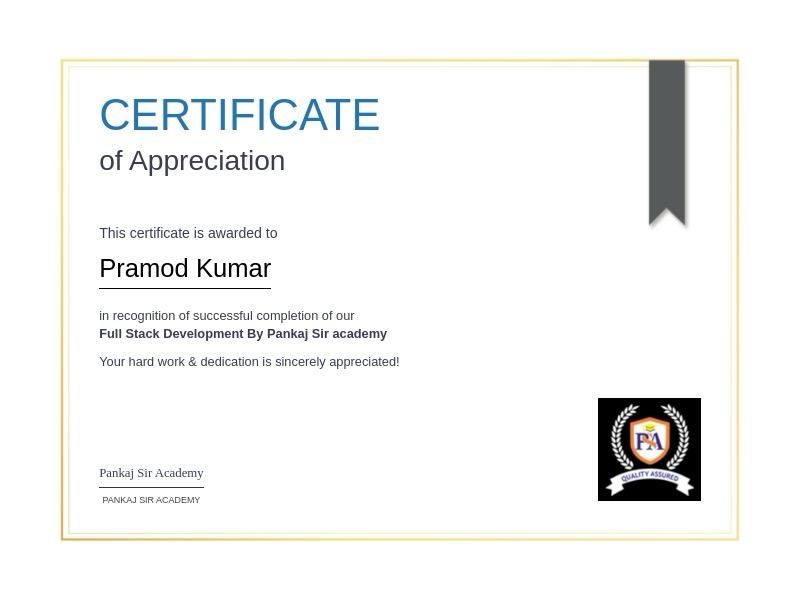 CERTIFICATE
of Appreciation
This certificate is awarded to
Pramod Kumar
in recognition of successful completion of our
Full Stack Development By Pankaj Sir academy
Your hard work & dedication is sincerely appreciated!
Pankaj Sir Academy
PANKAJ SIR ACADEMY
PSA
QUALITY ASSURED